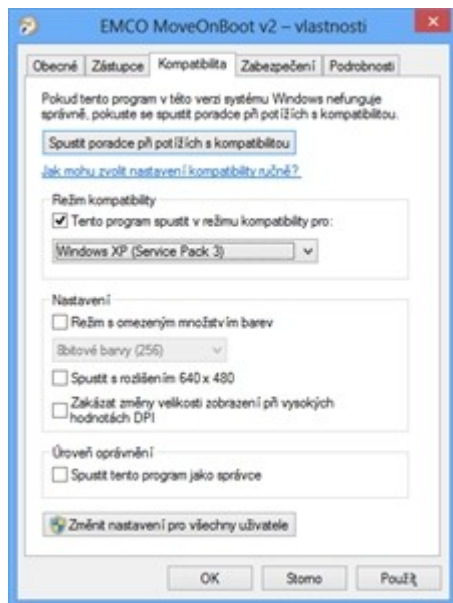 EMCO MoveOnBoot v2 – vlastnosti
Obecné Zástupce Kompatibilita Zabezpečení Podrobnosti
Pokud tento program v této verzi systému Windows nefunguje
správně, pokuste se spustit poradce při potížích s kompatibilitou.
Spustit poradce při potížích s kompatibilitou
Jak mohu zvolit nastavení kompatibility ručně?
Režim kompatibility
Tento program spustit v režimu kompatibility pro:
Windows XP (Service Pack 3)
Nastavení
Režim s omezeným množstvím barev
8bitové barvy (256)
Spustit s rozlišením 640 x 480
Zakázat změny velikosti zobrazení při vysokých
hodnotách DPI
Úroveň oprávnění
Spustit tento program jako správce
Změnit nastavení pro všechny uživatele
OK Storno Použít